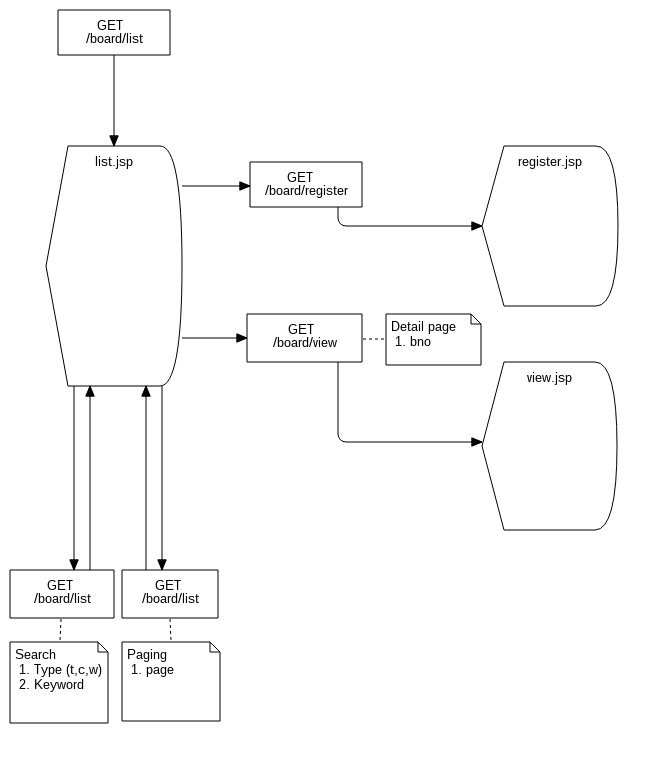 GET
/board/list
list.jsp
GET
/board/register
register.jsp
GET
/board/view
Detail page
1. bno
view.jsp
GET
/board/list
GET
/board/list
Search
1. Type (t,c,w)
2. Keyword
Paging
1. page